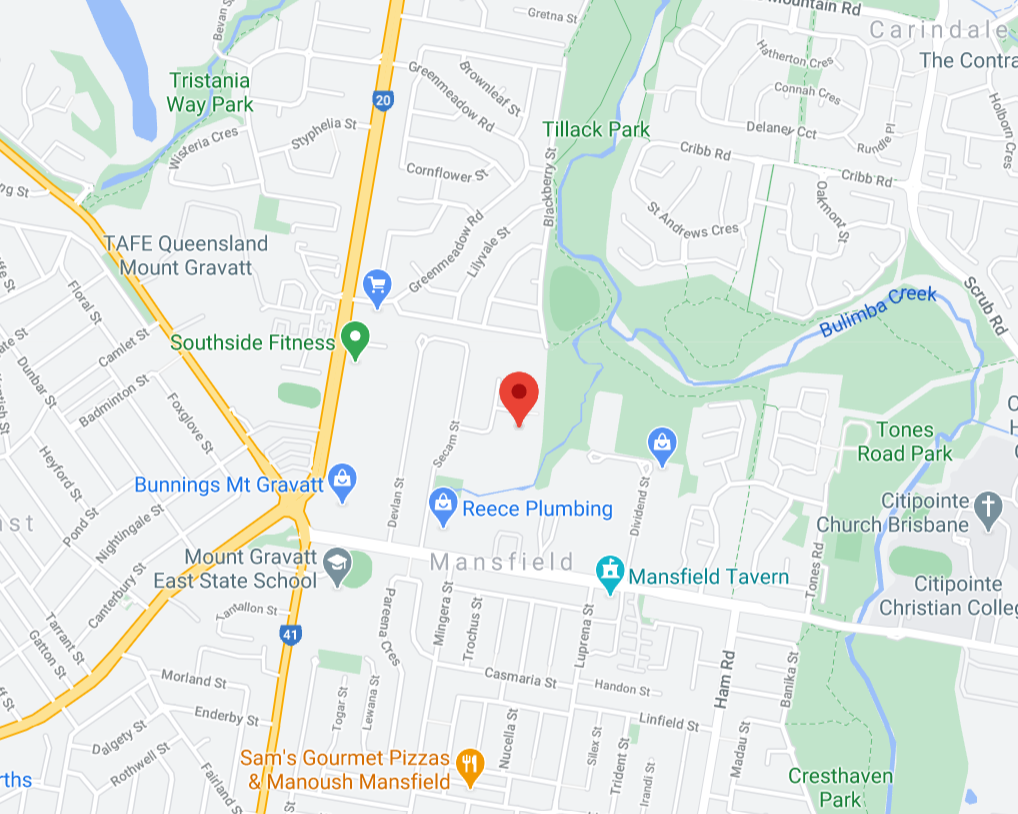 Mountain Rd
Gretna St
Bevan St
Carindale
The Contra
Tristania
Way Park
Greenmeadow Rd
Brownleaf St
Hatherton Cres
Connah Cres
20
Holborn Cres
Styphelia St
Wisteria Cres
Tillack Park
Delaney Cct
Rundle Pl
Cribb Rd
Cribb Rd
Cornflower St
Blackberry St
ng St
Oakmont St
St Andrews Cres
TAFE Queensland
Mount Gravatt
Greenmeadow Rd
Lilyvale St
Floral St
Scrub Rd
Bulimba Creek
Camlet St
Southside Fitness
Dunbar St
Badminton St
Foxglove St
Secam St
Tones
Road Park
Heyford St
Bunnings Mt Gravatt
Devlan St
Reece Plumbing
Dividend St
Citipointe
Church Brisbane
Pond St
Nightingale St
ast
Mount Gravatt
East State School
Mansfield
Mansfield Tavern
Tones Rd
Citipointe
Christian Colleg
Canterbury St
Tantallon St
41
Pareena Cres
Mingera St
Trochus St
Luprena St
Tarrant St
Gatton St
Morland St
Casmaria St
Handon St
Ham Rd
Banika St
Togar St
Lewana St
Enderby St
Linfield St
Nucella St
Silex St
Trident St
Irandi St
Madau St
Dalgety St
Rothwell St
Fairland St
Sam's Gourmet Pizzas
& Manoush Mansfield
Cresthaven
Park
rths
St